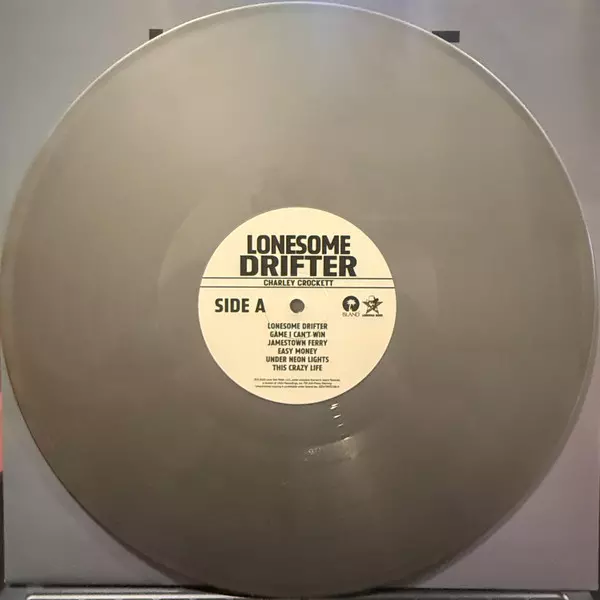 LONESOME
DRIFTER
CHARLEY CROCKETT
SIDE A
ISLAND
LONESOME DRIFTER
GAME I CAN'T WIN
JAMESTOWN FERRY
EASY MONEY
UNDER NEON LIGHTS
THIS CRAZY LIFE